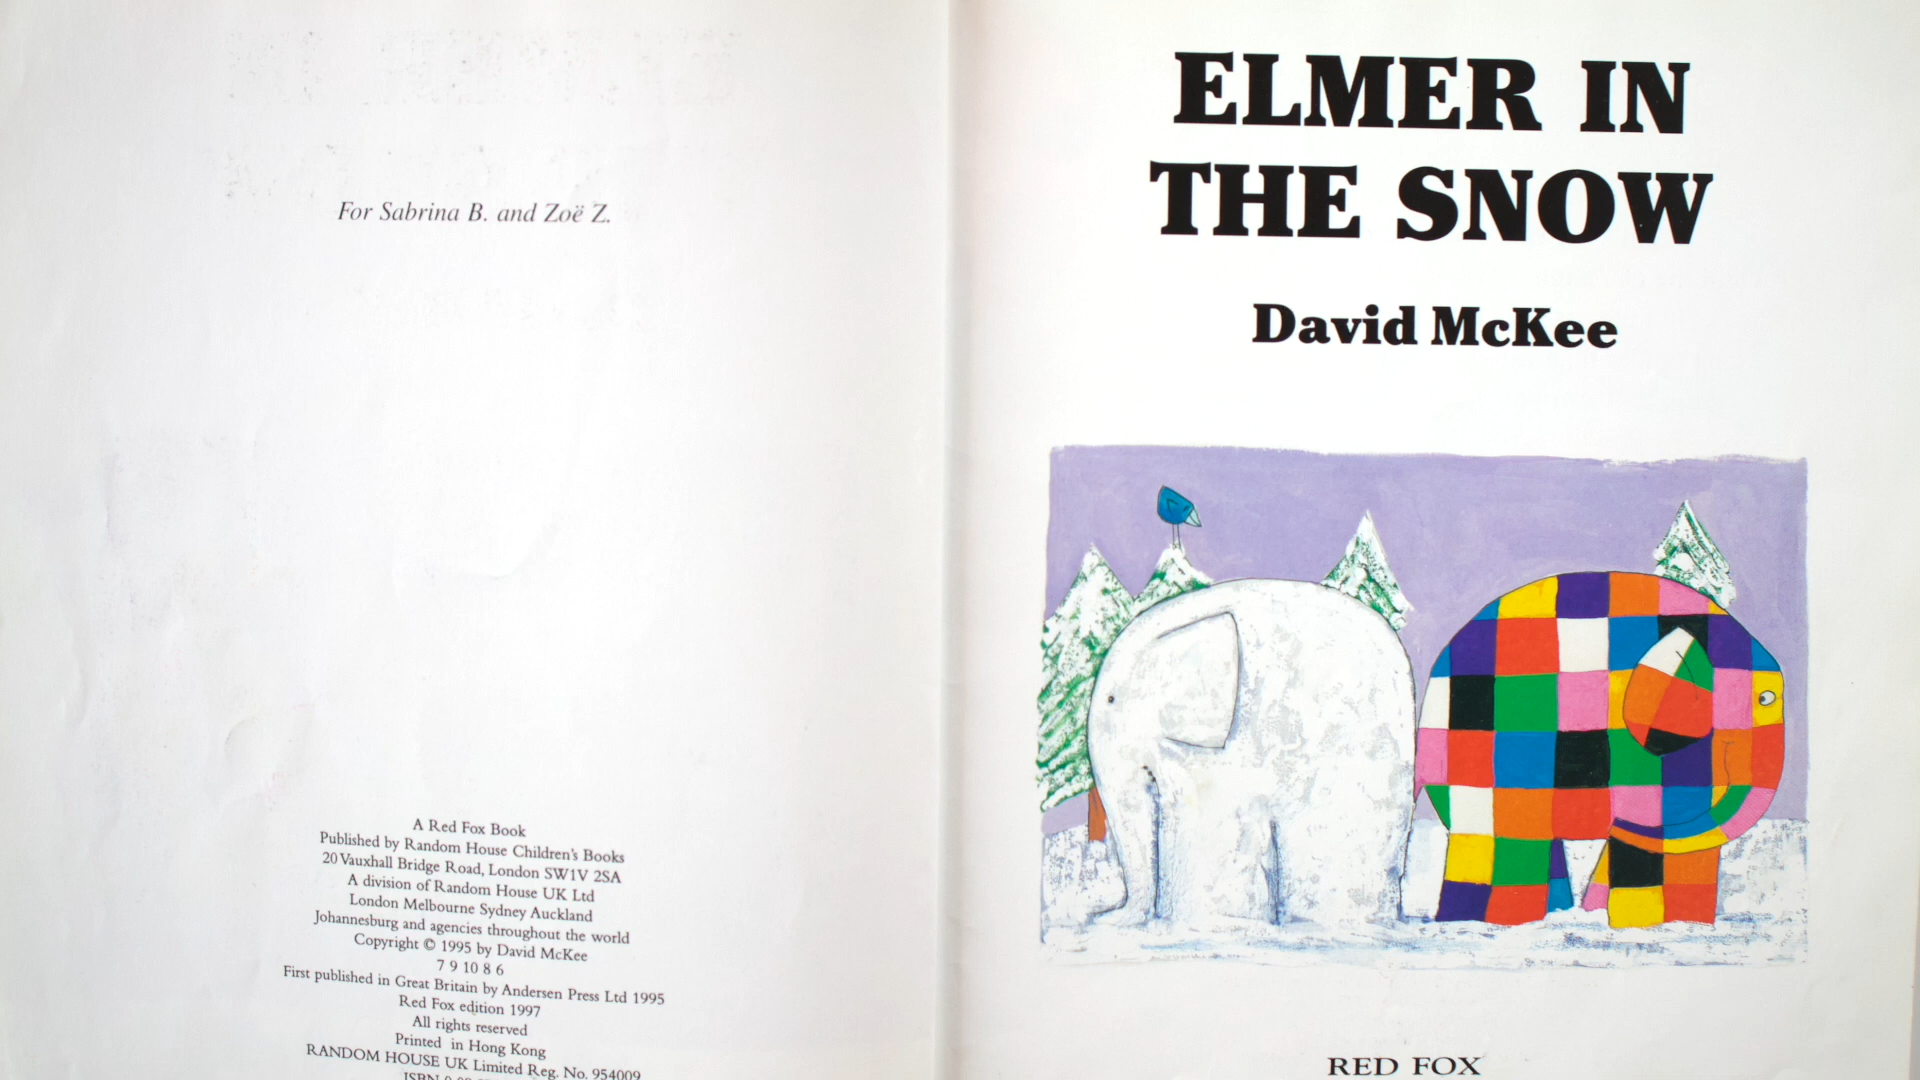 For Sabrina B. and Zoë Z.
A Red Fox Book
Published by Random House Children's Books
20 Vauxhall Bridge Road, London SW1V 2SA
A division of Random House UK Ltd
London Melbourne Sydney Auckland
Johannesburg and agencies throughout the world
Copyright © 1995 by David McKee
7 9 10 8 6
First published in Great Britain by Andersen Press Ltd 1995
Red Fox edition 1997
All rights reserved
Printed in Hong Kong
RANDOM HOUSE UK Limited Reg. No. 954009
ISBN
ELMER IN
THE SNOW
David McKee
RED FOX